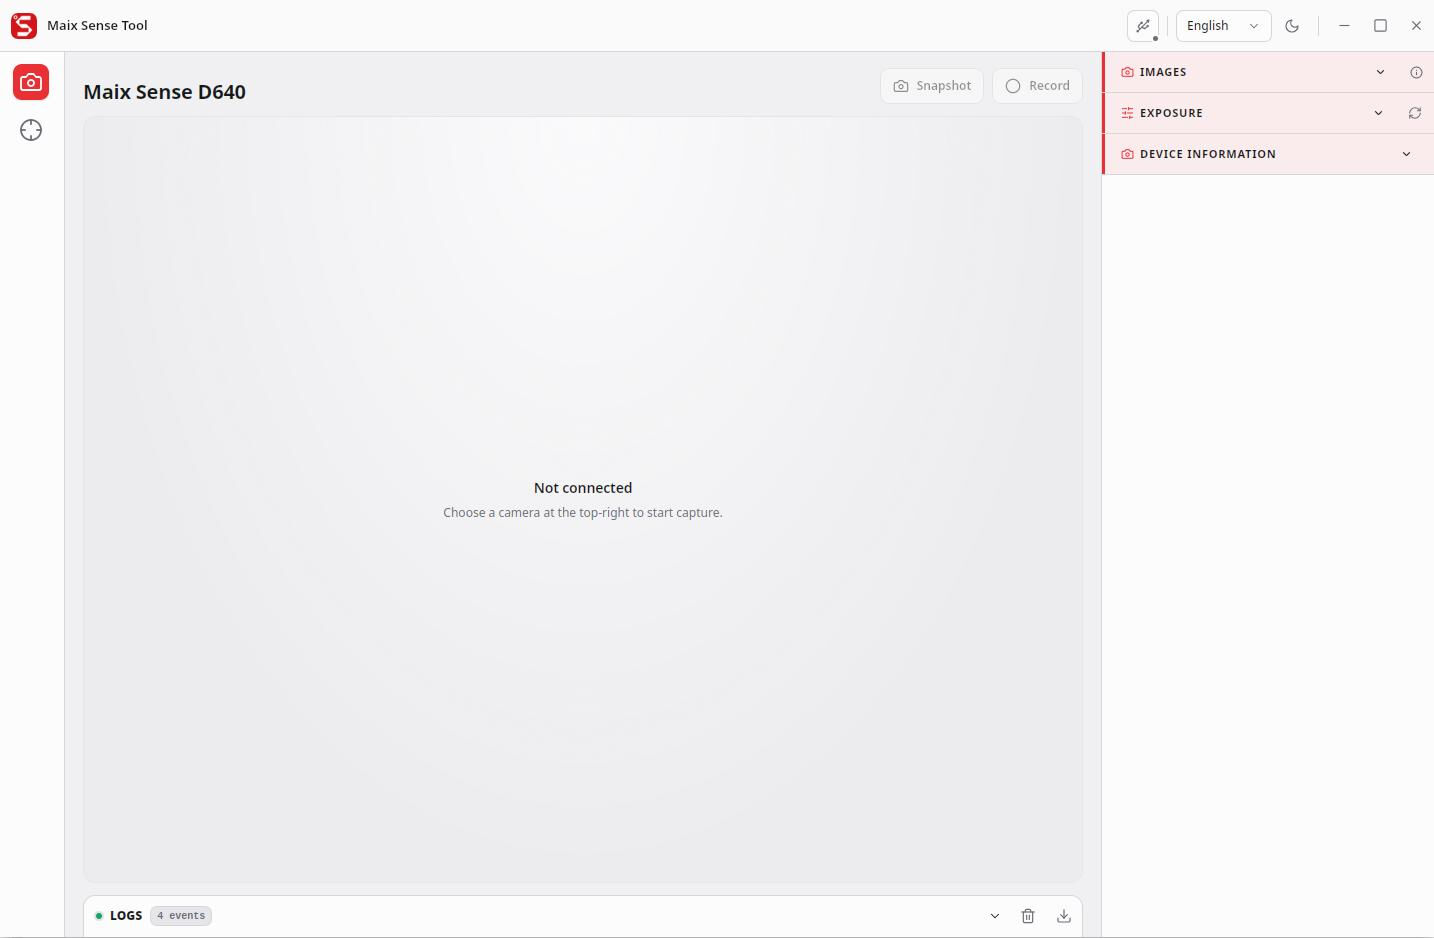 Maix Sense Tool
English
Maix Sense D640
Snapshot
Record
Not connected
Choose a camera at the top-right to start capture.
LOGS
4 events
IMAGES
EXPOSURE
DEVICE INFORMATION